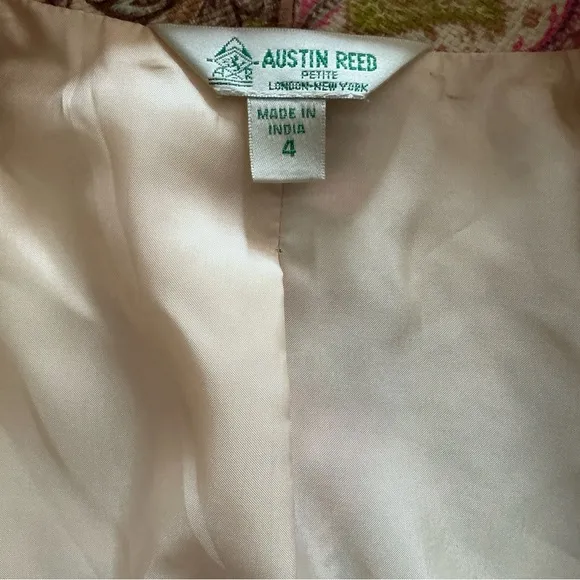 AUSTIN REED
PETITE
LONDON-NEW YORK
MADE IN
INDIA
4